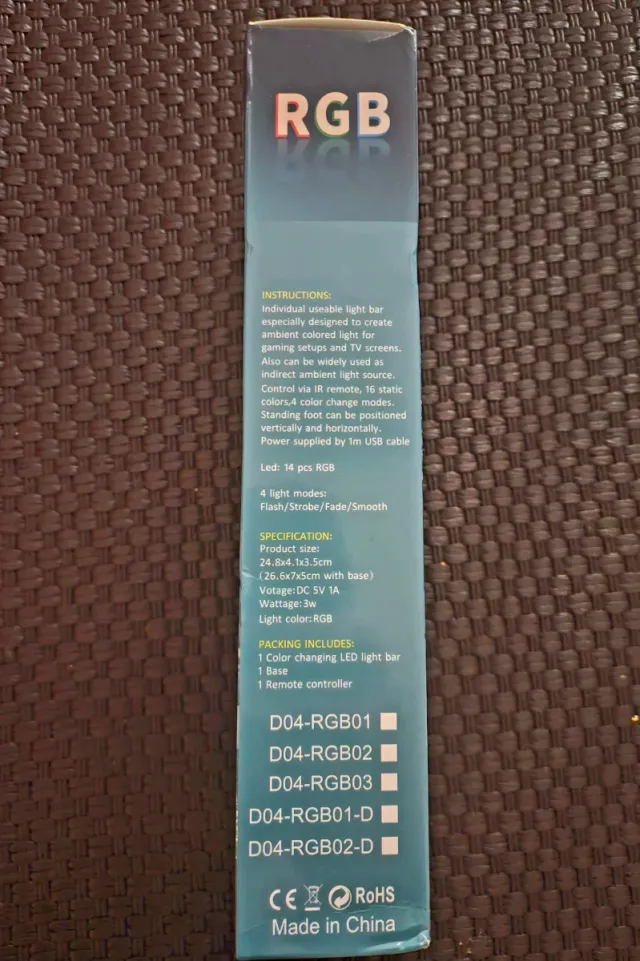 RGB
INSTRUCTIONS:
Individual useable light bar
especially designed to create
ambient colored light for
gaming setups and TV screens.
Also can be widely used as
indirect ambient light source.
Control via IR remote, 16 static
colors,4 color change modes.
Standing foot can be positioned
vertically and horizontally.
Power supplied by 1m USB cable
Led: 14 pcs RGB
4 light modes:
Flash/Strobe/Fade/Smooth
SPECIFICATION:
Product size:
24.8x4.1x3.5cm
(26.6x7x5cm with base)
Votage:DC 5V 1A
Wattage:3w
Light color:RGB
PACKING INCLUDES:
1 Color changing LED light bar
1 Base
1 Remote controller
D04-RGB01
D04-RGB02
D04-RGB03
D04-RGB01-D
D04-RGB02-D
CE RoHS
Made in China